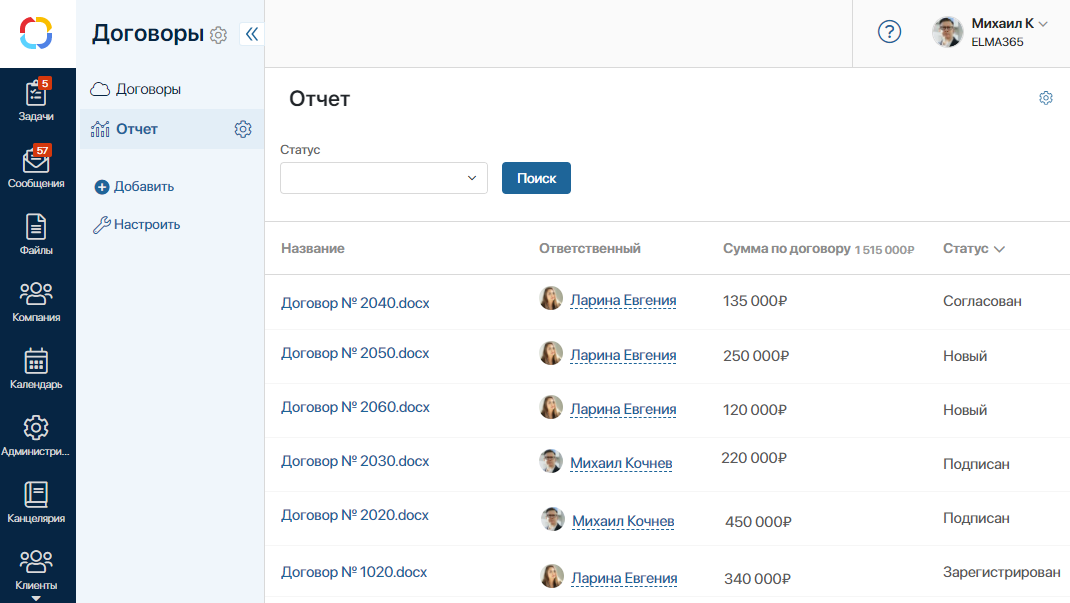 Договоры
Михаил К
ELMA365
5
Задачи
57
Сообщения
Файлы
Компания
Календарь
Администри...
Канцелярия
Клиенты
Договоры
Отчет
Добавить
Настроить
Отчет
Статус
Поиск
Название Ответственный Сумма по договору 1 515 000₽ Статус
Договор № 2040.docx Ларина Евгения 135 000₽ Согласован
Договор № 2050.docx Ларина Евгения 250 000₽ Новый
Договор № 2060.docx Ларина Евгения 120 000₽ Новый
Договор № 2030.docx Михаил Кочнев 220 000₽ Подписан
Договор № 2020.docx Михаил Кочнев 450 000₽ Подписан
Договор № 1020.docx Ларина Евгения 340 000₽ Зарегистрирован